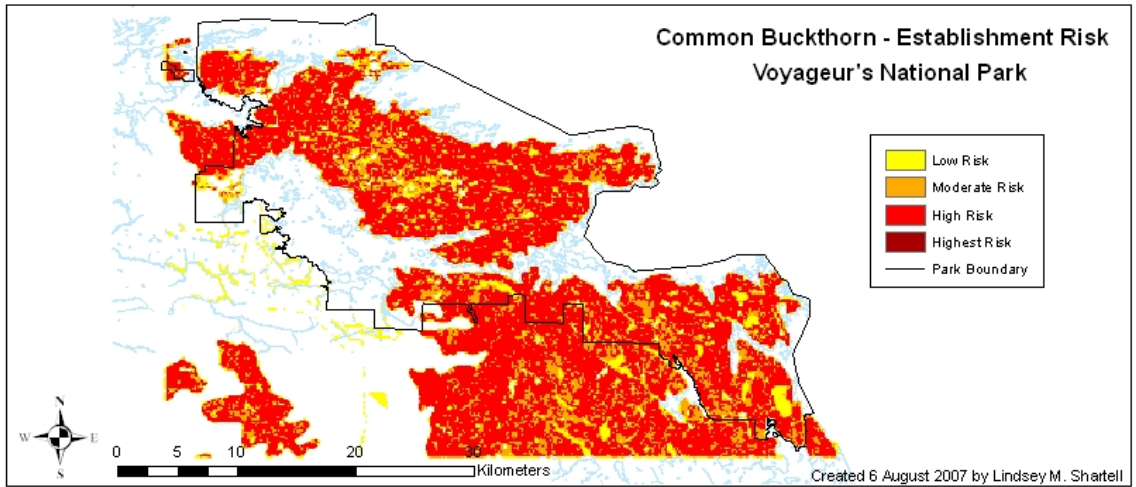 Common Buckthorn - Establishment Risk
Voyageur's National Park
Low Risk
Moderate Risk
High Risk
Highest Risk
Park Boundary
N
W E
S
0 5 10 20 30
Kilometers
Created 6 August 2007 by Lindsey M. Shartell